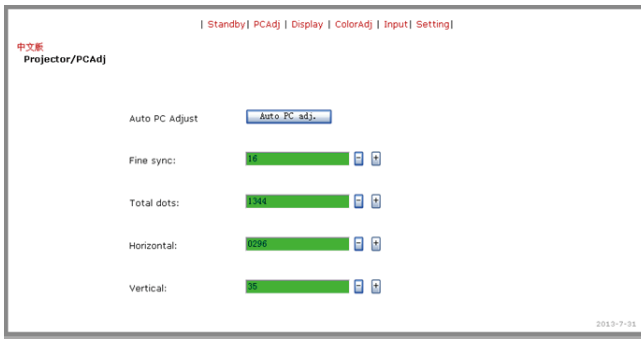 | Standby| PCAdj | Display | ColorAdj | Input| Setting|
中文版
Projector/PCAdj
Auto PC Adjust Auto PC adj.
Fine sync: 16 - +
Total dots: 1344 - +
Horizontal: 0296 - +
Vertical: 35 - +
2013-7-31